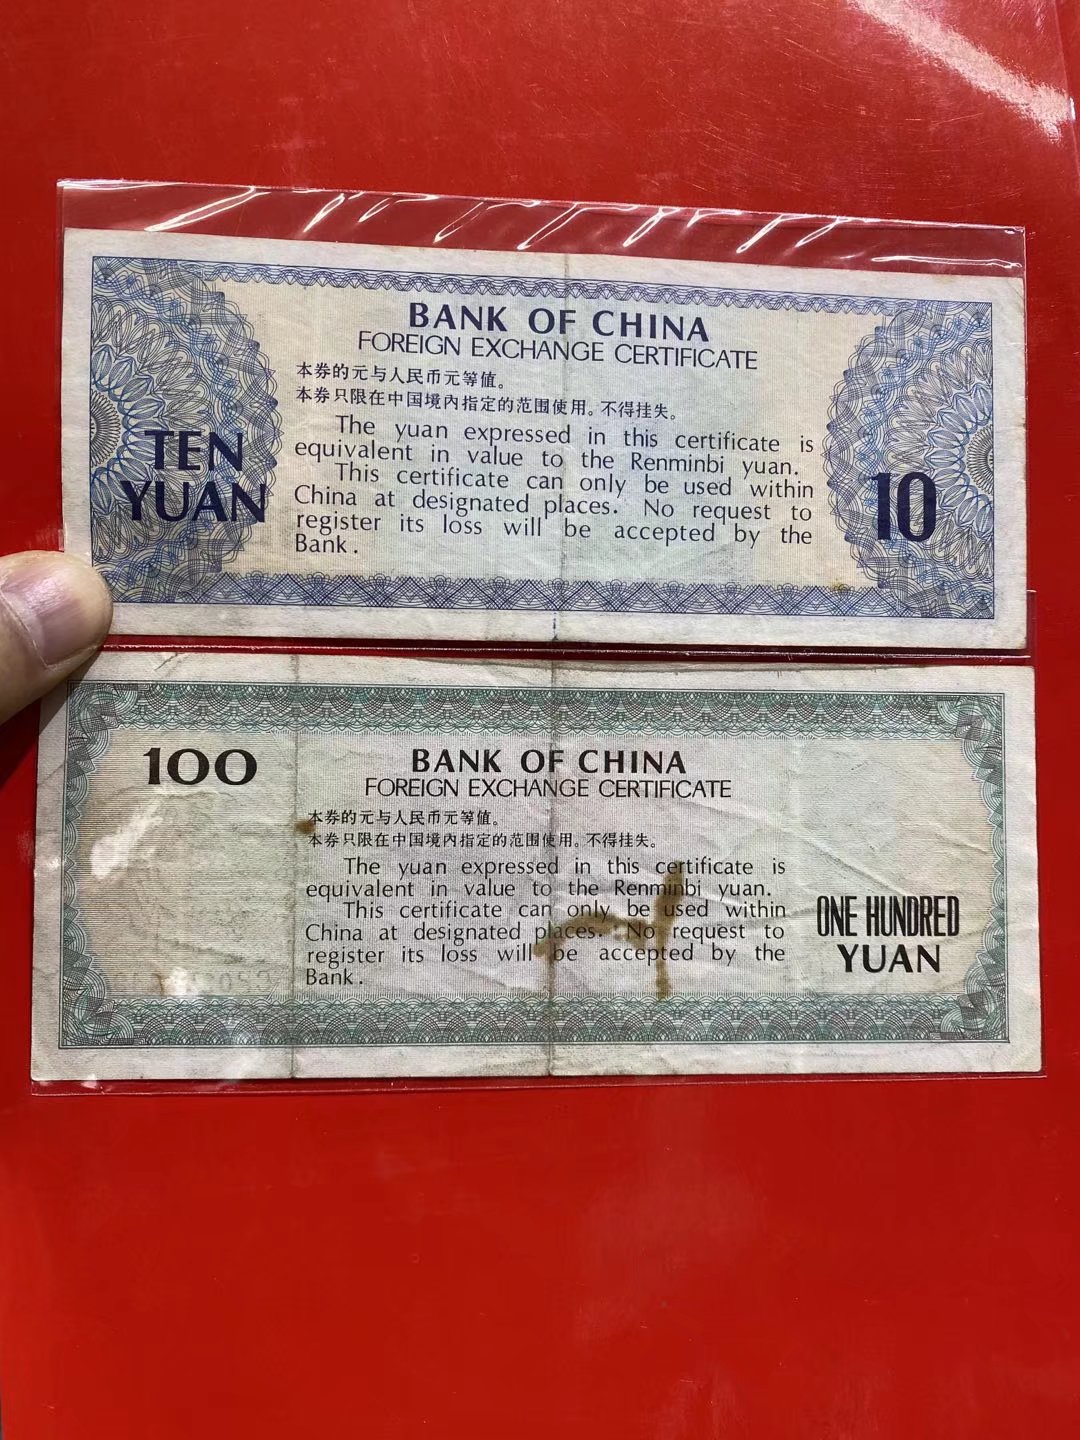 BANK OF CHINA
FOREIGN EXCHANGE CERTIFICATE
本券的元与人民币元等値。
本券只限在中国境内指定的范围使用。不得挂失。
The yuan expressed in this certificate is
equivalent in value to the Renminbi yuan.
This certificate can only be used within
China at designated places. No request to
register its loss will be accepted by the
Bank.
TEN
YUAN
10
100
BANK OF CHINA
FOREIGN EXCHANGE CERTIFICATE
本券的元与人民币元等値。
本券只限在中国境内指定的范围使用。不得挂失。
The yuan expressed in this certificate is
equivalent in value to the Renminbi yuan.
This certificate can only be used within
China at designated places. No request to
register its loss will be accepted by the
Bank.
ONE HUNDRED
YUAN